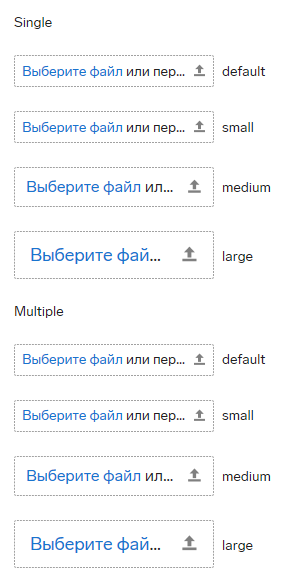 Single
Выберите файл или пер... default
Выберите файл или пер... small
Выберите файл ил... medium
Выберите фай... large
Multiple
Выберите файл или пер... default
Выберите файл или пер... small
Выберите файл ил... medium
Выберите фай... large